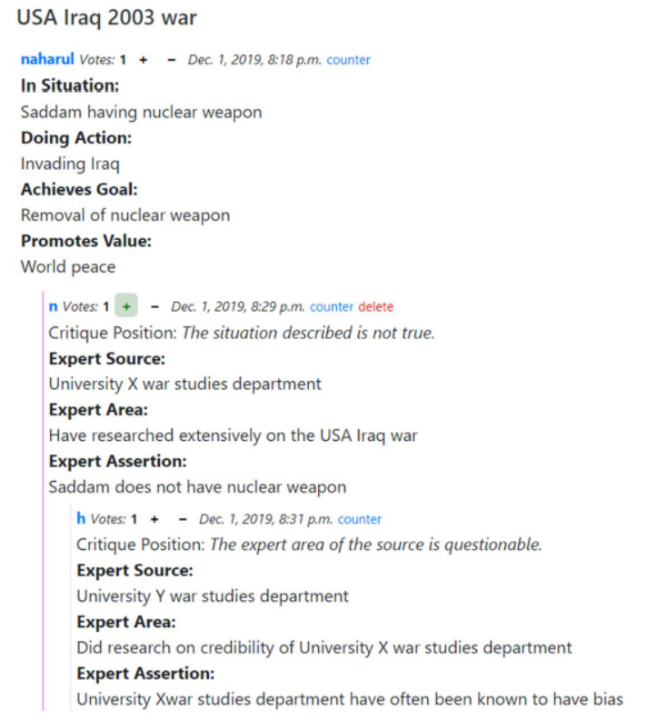 USA Iraq 2003 war
naharul Votes: 1 + − Dec. 1, 2019, 8:18 p.m. counter
In Situation:
Saddam having nuclear weapon
Doing Action:
Invading Iraq
Achieves Goal:
Removal of nuclear weapon
Promotes Value:
World peace
n Votes: 1 + − Dec. 1, 2019, 8:29 p.m. counter delete
Critique Position: The situation described is not true.
Expert Source:
University X war studies department
Expert Area:
Have researched extensively on the USA Iraq war
Expert Assertion:
Saddam does not have nuclear weapon
h Votes: 1 + − Dec. 1, 2019, 8:31 p.m. counter
Critique Position: The expert area of the source is questionable.
Expert Source:
University Y war studies department
Expert Area:
Did research on credibility of University X war studies department
Expert Assertion:
University Xwar studies department have often been known to have bias